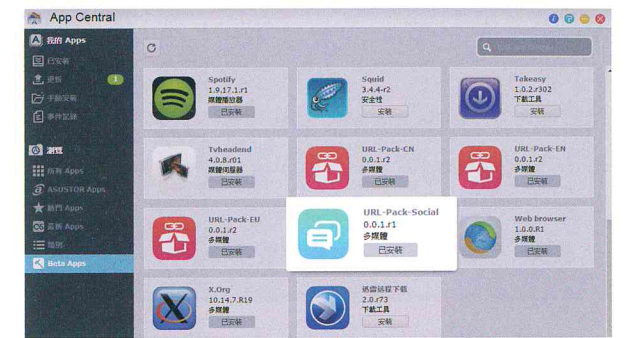 App Central
我的 Apps
已安裝
更新 1
手動安裝
事件記錄
瀏覽
所有 Apps
ASUSTOR Apps
熱門 Apps
最新 Apps
類別
Beta Apps
Spotify
1.9.17.1.r1
媒體播放器
已安裝
Squid
3.4.4-r2
安全性
安裝
Takeasy
1.0.2.r302
下載工具
安裝
Tvheadend
4.0.8.r01
媒體伺服器
已安裝
URL-Pack-CN
0.0.1.r2
多媒體
已安裝
URL-Pack-EN
0.0.1.r2
多媒體
已安裝
URL-Pack-EU
0.0.1.r2
多媒體
已安裝
URL-Pack-Social
0.0.1.r1
多媒體
已安裝
Web browser
1.0.0.R1
多媒體
已安裝
X.Org
10.14.7.R19
多媒體
已安裝
迅雷远程下载
2.0.r73
下載工具
安裝